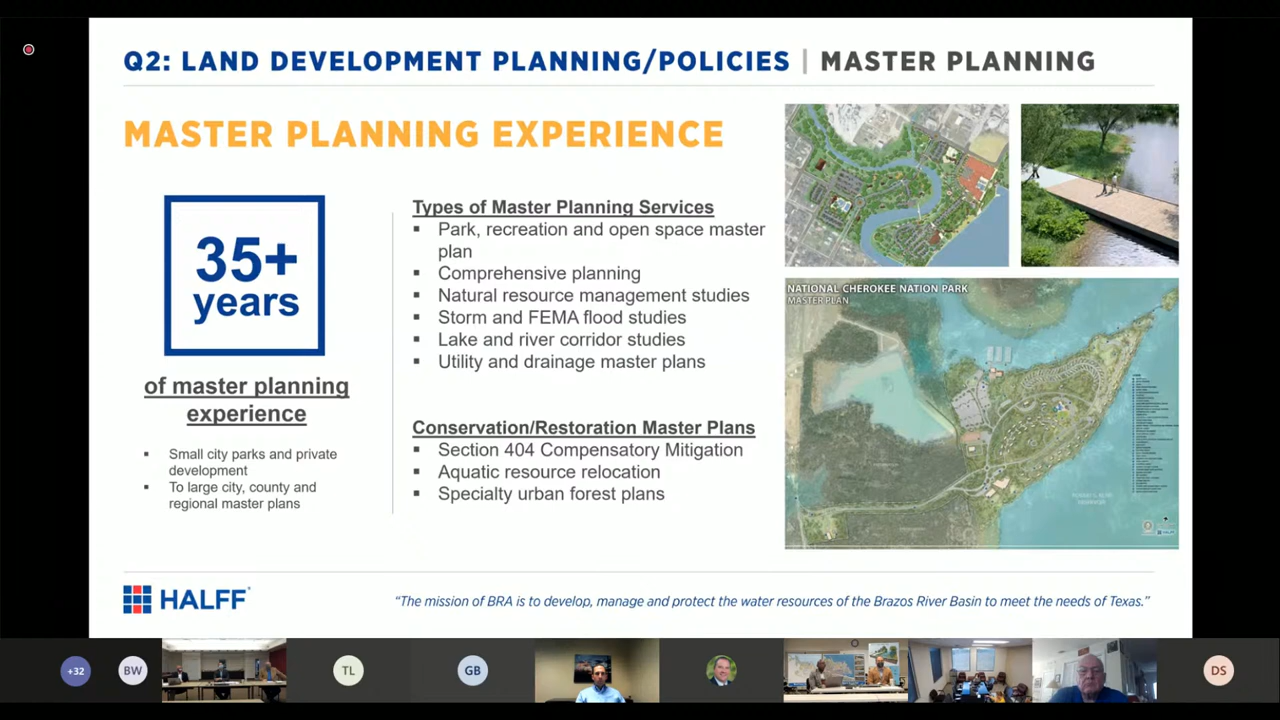 Q2: LAND DEVELOPMENT PLANNING/POLICIES | MASTER PLANNING
MASTER PLANNING EXPERIENCE
35+
years
of master planning
experience
▪ Small city parks and private
development
▪ To large city, county and
regional master plans
Types of Master Planning Services
▪ Park, recreation and open space master
plan
▪ Comprehensive planning
▪ Natural resource management studies
▪ Storm and FEMA flood studies
▪ Lake and river corridor studies
▪ Utility and drainage master plans
Conservation/Restoration Master Plans
▪ Section 404 Compensatory Mitigation
▪ Aquatic resource relocation
▪ Specialty urban forest plans
NATIONAL CHEROKEE NATION PARK
MASTER PLAN
HALFF
HALFF®
“The mission of BRA is to develop, manage and protect the water resources of the Brazos River Basin to meet the needs of Texas.”
+32
BW
TL
GB
DS